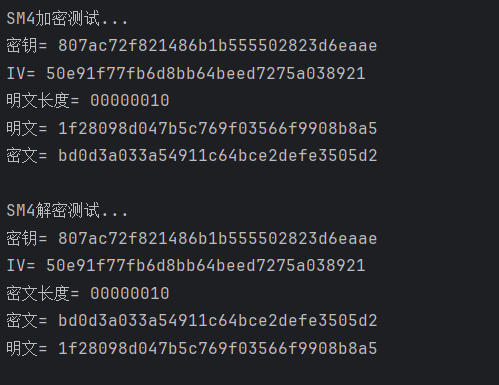 SM4加密测试...
密钥= 807ac72f821486b1b555502823d6eaae
IV= 50e91f77fb6d8bb64beed7275a038921
明文长度= 00000010
明文= 1f28098d047b5c769f03566f9908b8a5
密文= bd0d3a033a54911c64bce2defe3505d2
SM4解密测试...
密钥= 807ac72f821486b1b555502823d6eaae
IV= 50e91f77fb6d8bb64beed7275a038921
密文长度= 00000010
密文= bd0d3a033a54911c64bce2defe3505d2
明文= 1f28098d047b5c769f03566f9908b8a5